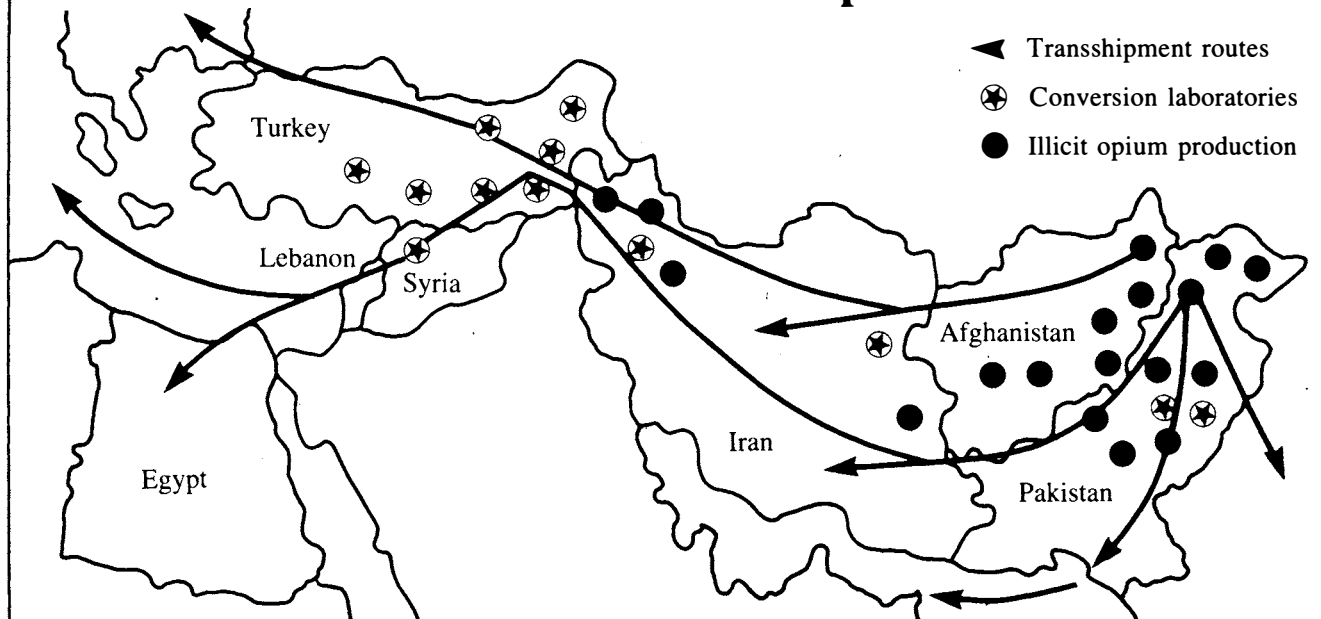 Transshipment routes
Conversion laboratories
Illicit opium production
Turkey
Lebanon
Syria
Afghanistan
Iran
Egypt
Pakistan